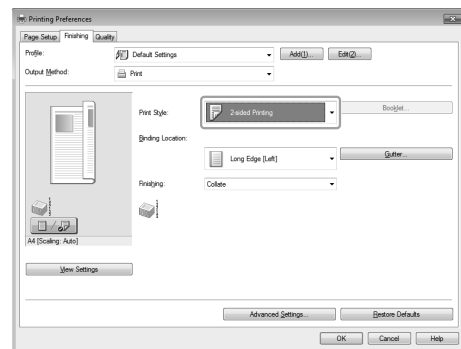 Printing Preferences
Page Setup Finishing Quality
Profile: Default Settings Add(1)... Edit(2)...
Output Method: Print
Print Style: 2-sided Printing Booklet...
Binding Location:
Long Edge [Left] Gutter...
Finishing: Collate
A4 [Scaling: Auto]
View Settings
Advanced Settings... Restore Defaults
OK Cancel Help